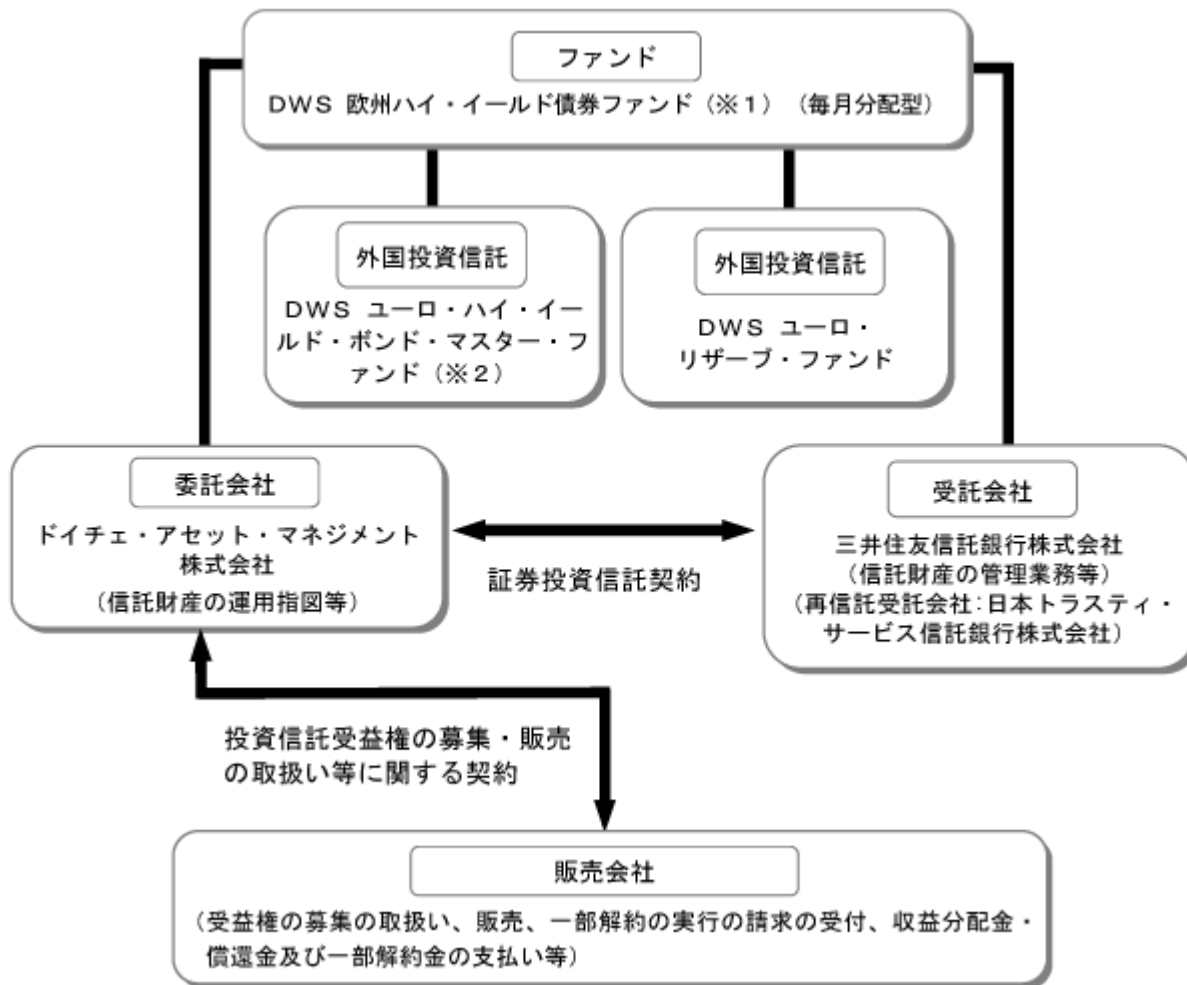 ファンド
DWS 欧州ハイ・イールド債券ファンド(※1) (毎月分配型)
外国投資信託
DWS ユーロ・ハイ・イー
ルド・ボンド・マスター・フ
ァンド(※2)
外国投資信託
DWS ユーロ・
リザーブ・ファンド
委託会社
ドイチェ・アセット・マネジメント
株式会社
(信託財産の運用指図等)
証券投資信託契約
受託会社
三井住友信託銀行株式会社
(信託財産の管理業務等)
(再信託受託会社:日本トラスティ・
サービス信託銀行株式会社)
投資信託受益権の募集・販売
の取扱い等に関する契約
販売会社
(受益権の募集の取扱い、販売、一部解約の実行の請求の受付、収益分配金・
償還金及び一部解約金の支払い等)